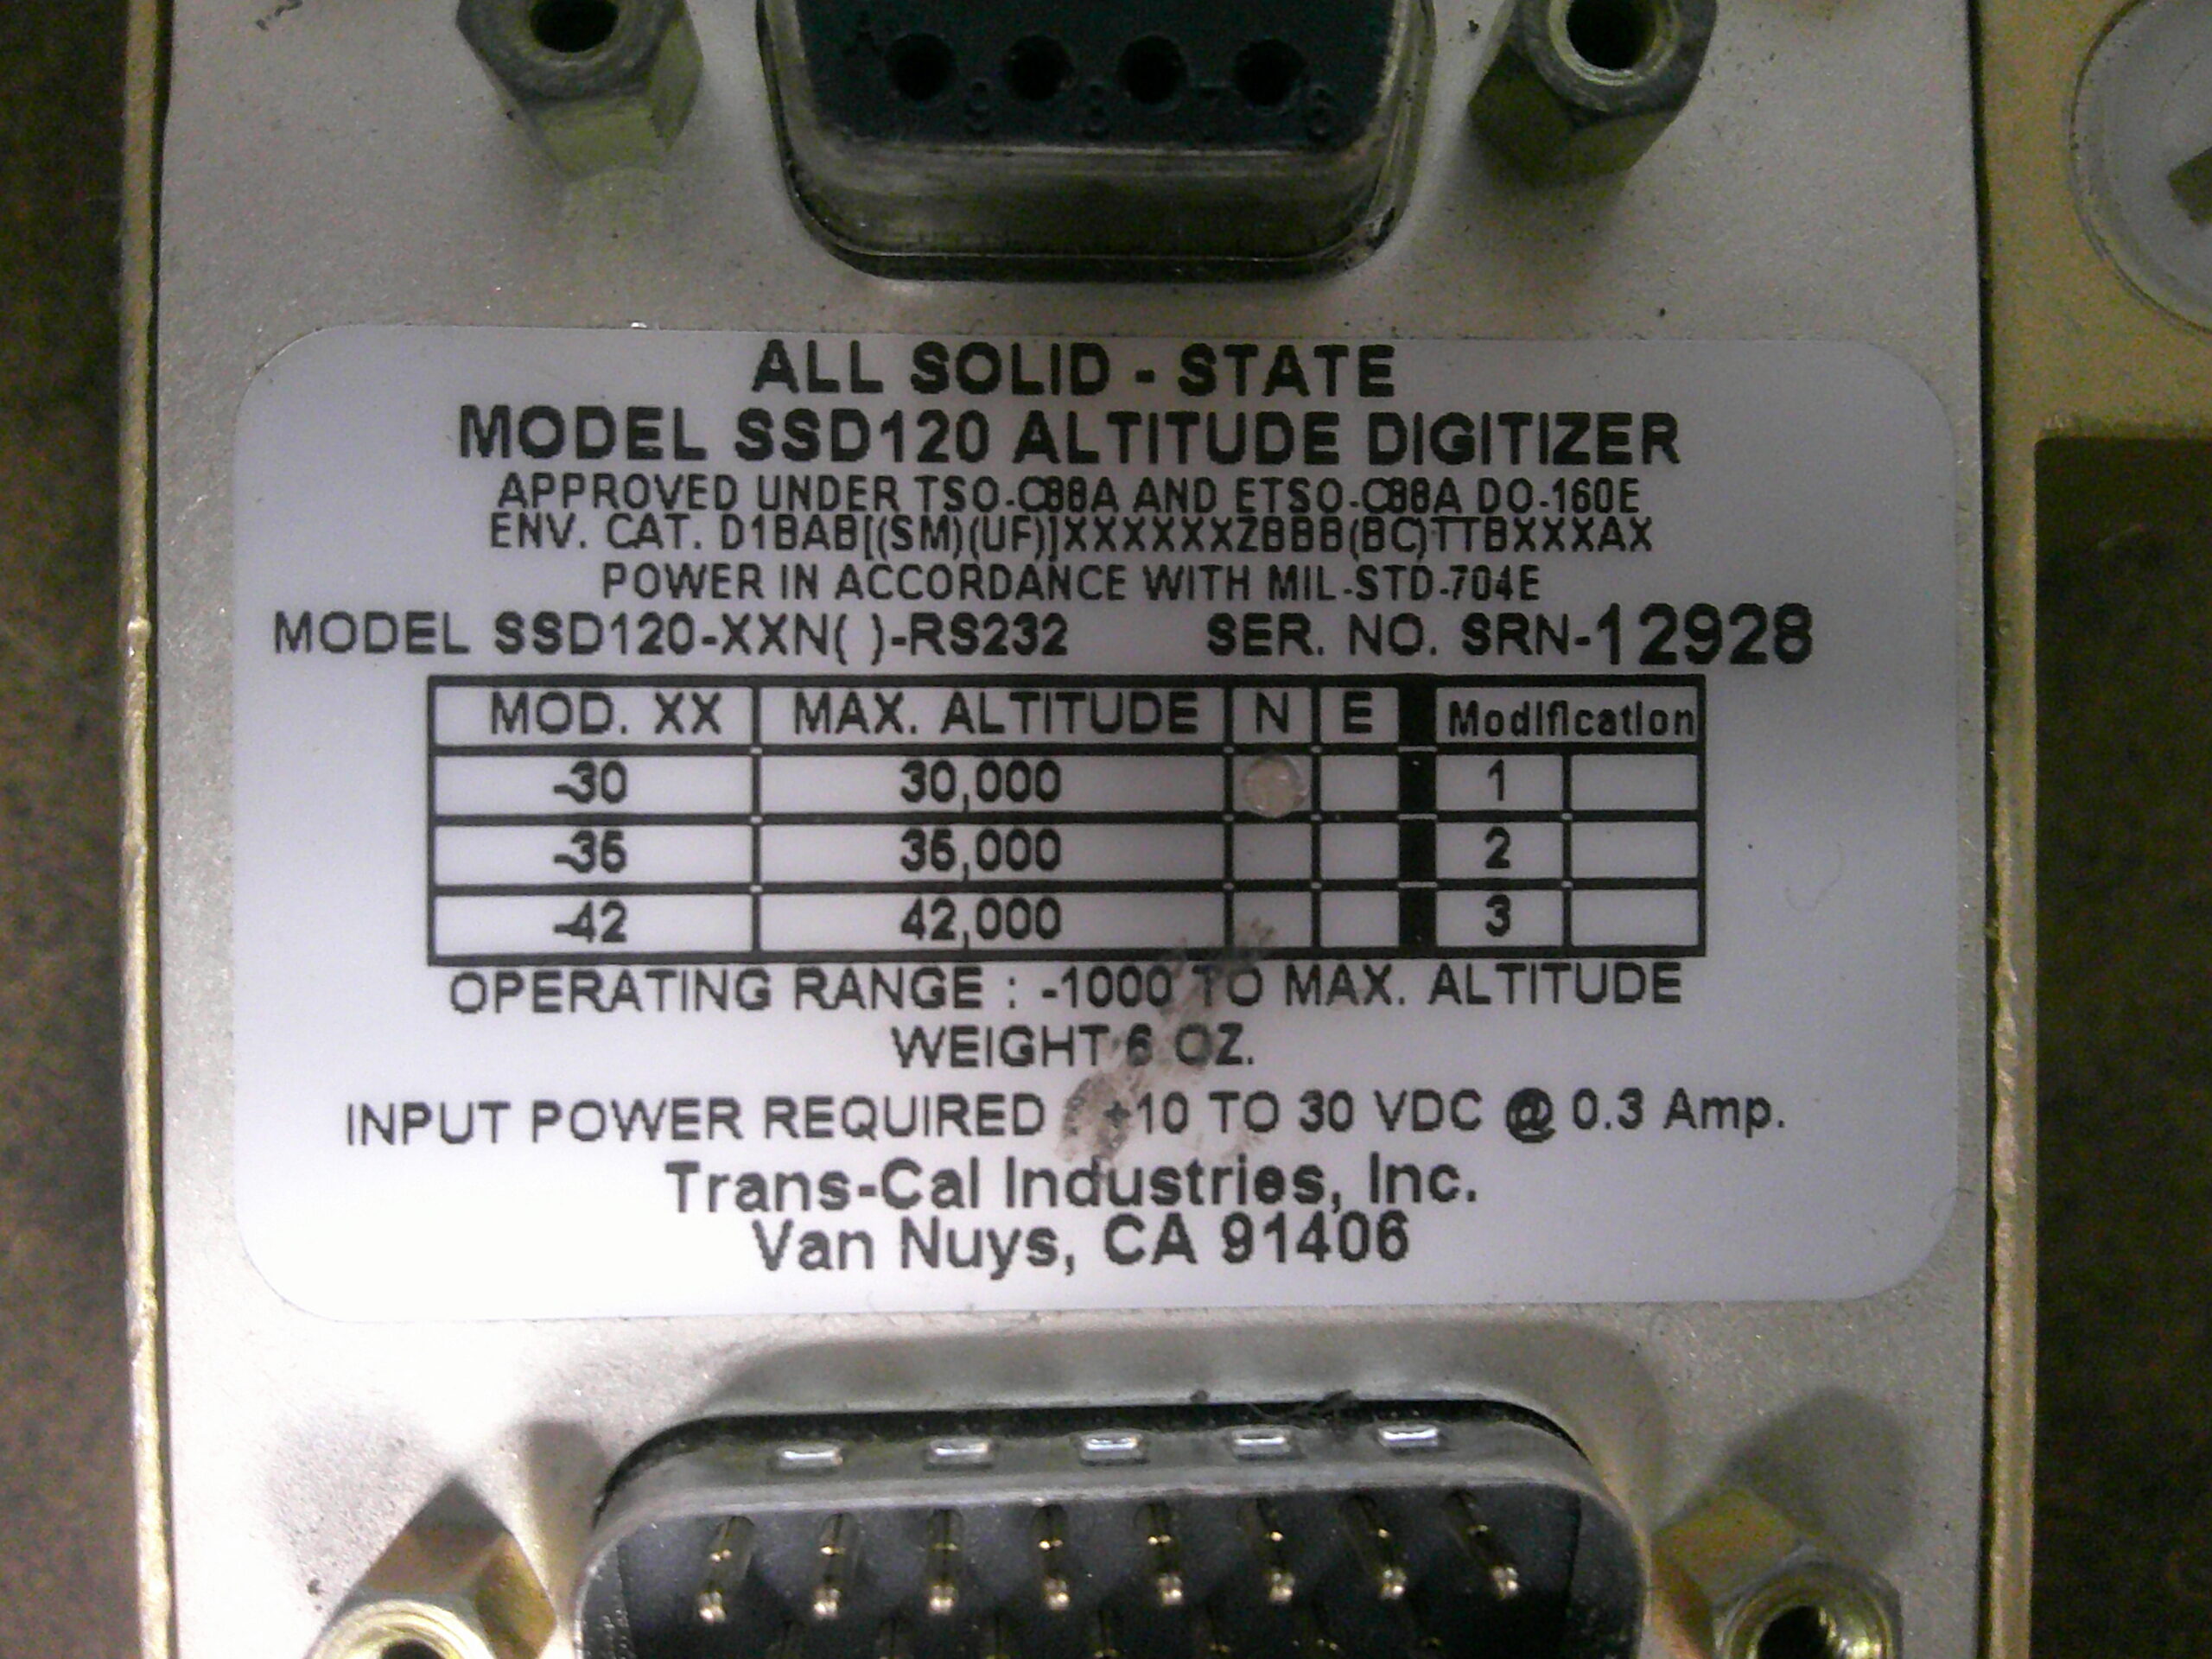 9 8 7 6
ALL SOLID - STATE
MODEL SSD120 ALTITUDE DIGITIZER
APPROVED UNDER TSO-C88A AND ETSO-C88A DO-160E
ENV. CAT. D1BAB[(SM)(UF)]XXXXXXZBBB(BC)TTBXXXAX
POWER IN ACCORDANCE WITH MIL-STD-704E
MODEL SSD120-XXN( )-RS232 SER. NO. SRN-12928
MOD. XX MAX. ALTITUDE N E Modification
-30 30,000 1
-35 35,000 2
-42 42,000 3
OPERATING RANGE : -1000 TO MAX. ALTITUDE
WEIGHT 6 OZ.
INPUT POWER REQUIRED +10 TO 30 VDC @ 0.3 Amp.
Trans-Cal Industries, Inc.
Van Nuys, CA 91406